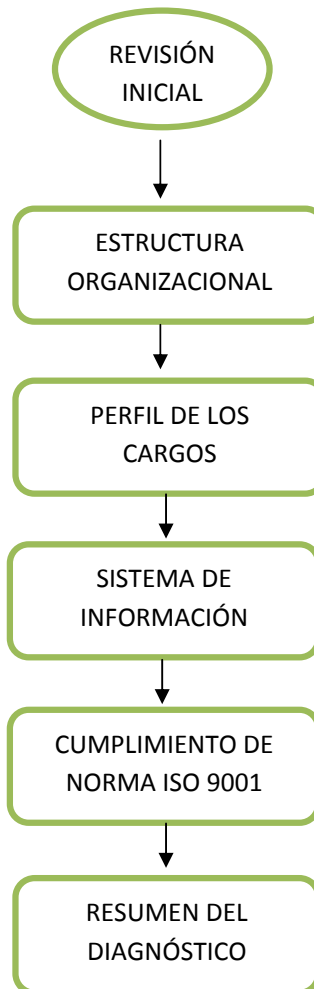 REVISIÓN
INICIAL
ESTRUCTURA
ORGANIZACIONAL
PERFIL DE LOS
CARGOS
SISTEMA DE
INFORMACIÓN
CUMPLIMIENTO DE
NORMA ISO 9001
RESUMEN DEL
DIAGNÓSTICO